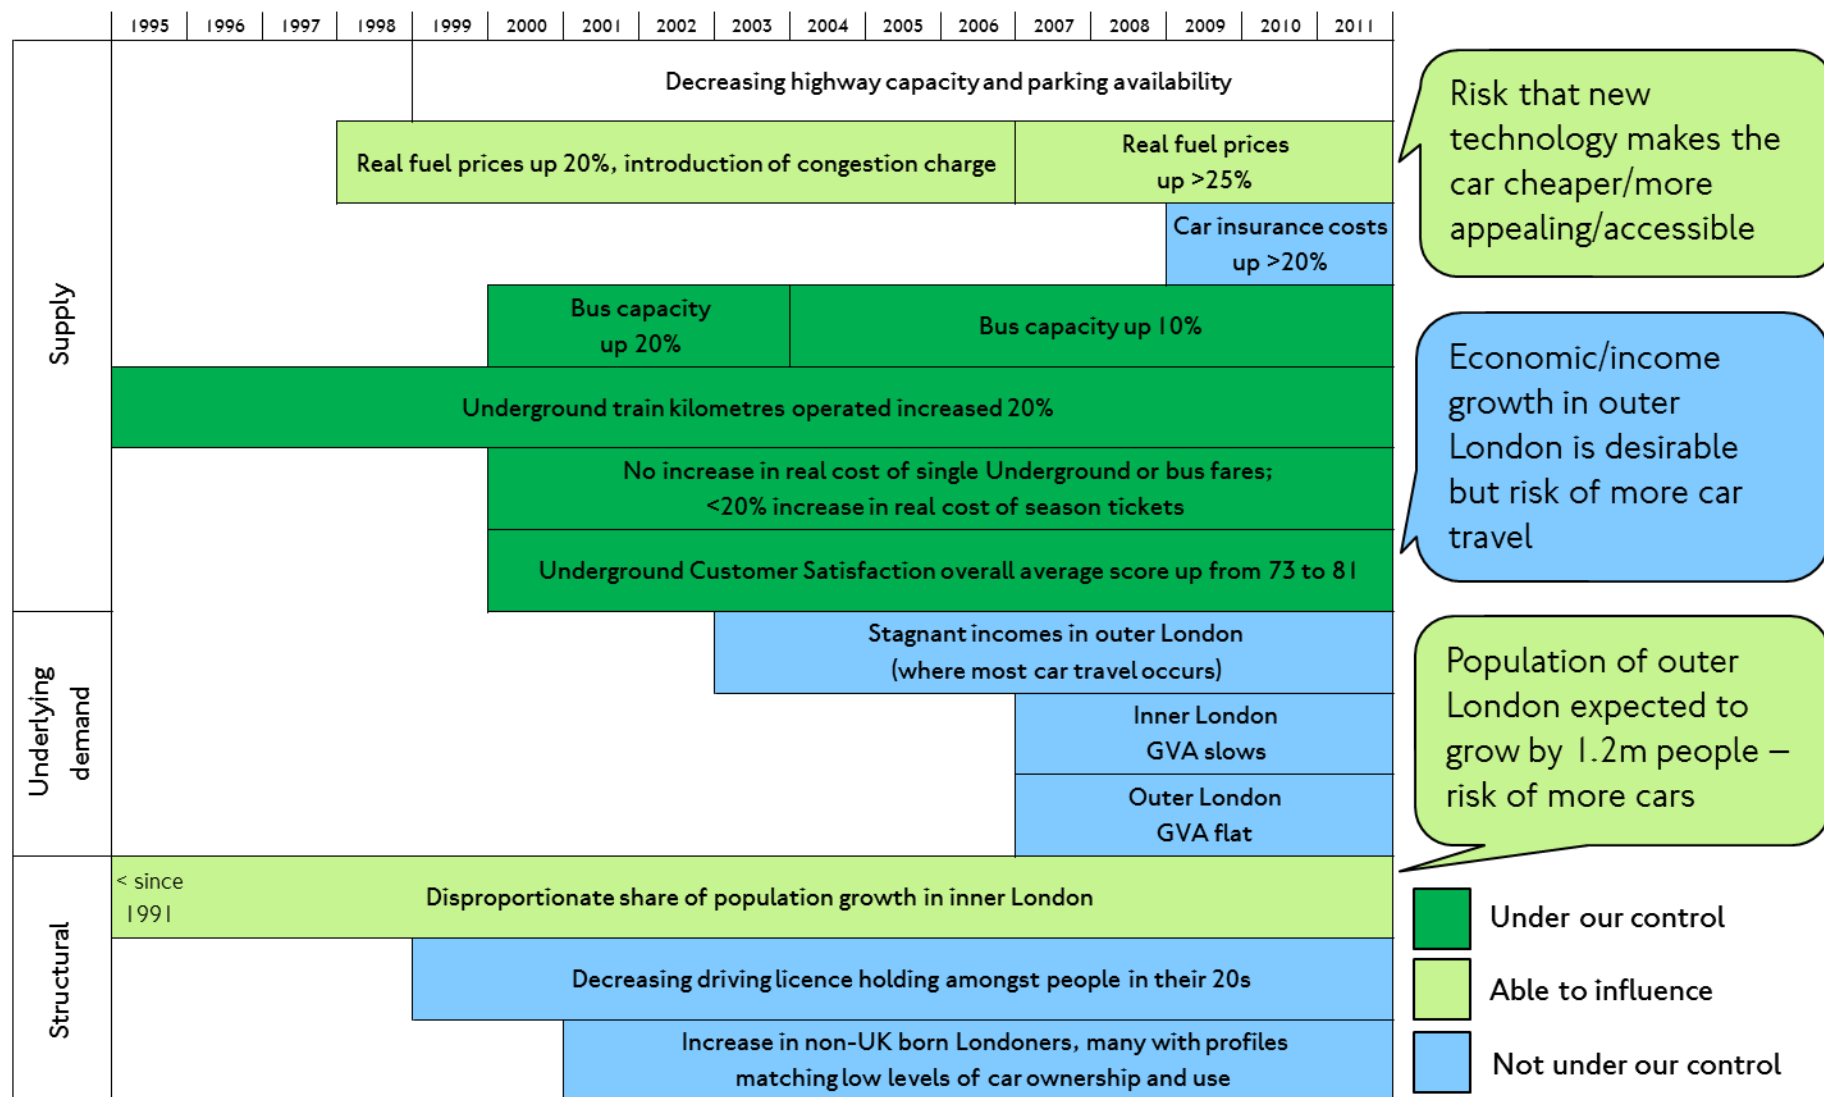 1995 1996 1997 1998 1999 2000 2001 2002 2003 2004 2005 2006 2007 2008 2009 2010 2011
Supply
Decreasing highway capacity and parking availability
Real fuel prices up 20%, introduction of congestion charge
Real fuel prices
up >25%
Car insurance costs
up >20%
Bus capacity
up 20%
Bus capacity up 10%
Underground train kilometres operated increased 20%
No increase in real cost of single Underground or bus fares;
<20% increase in real cost of season tickets
Underground Customer Satisfaction overall average score up from 73 to 81
Underlying
demand
Stagnant incomes in outer London
(where most car travel occurs)
Inner London
GVA slows
Outer London
GVA flat
Structural
< since
1991
Disproportionate share of population growth in inner London
Decreasing driving licence holding amongst people in their 20s
Increase in non-UK born Londoners, many with profiles
matching low levels of car ownership and use
Risk that new
technology makes the
car cheaper/more
appealing/accessible
Economic/income
growth in outer
London is desirable
but risk of more car
travel
Population of outer
London expected to
grow by 1.2m people –
risk of more cars
Under our control
Able to influence
Not under our control